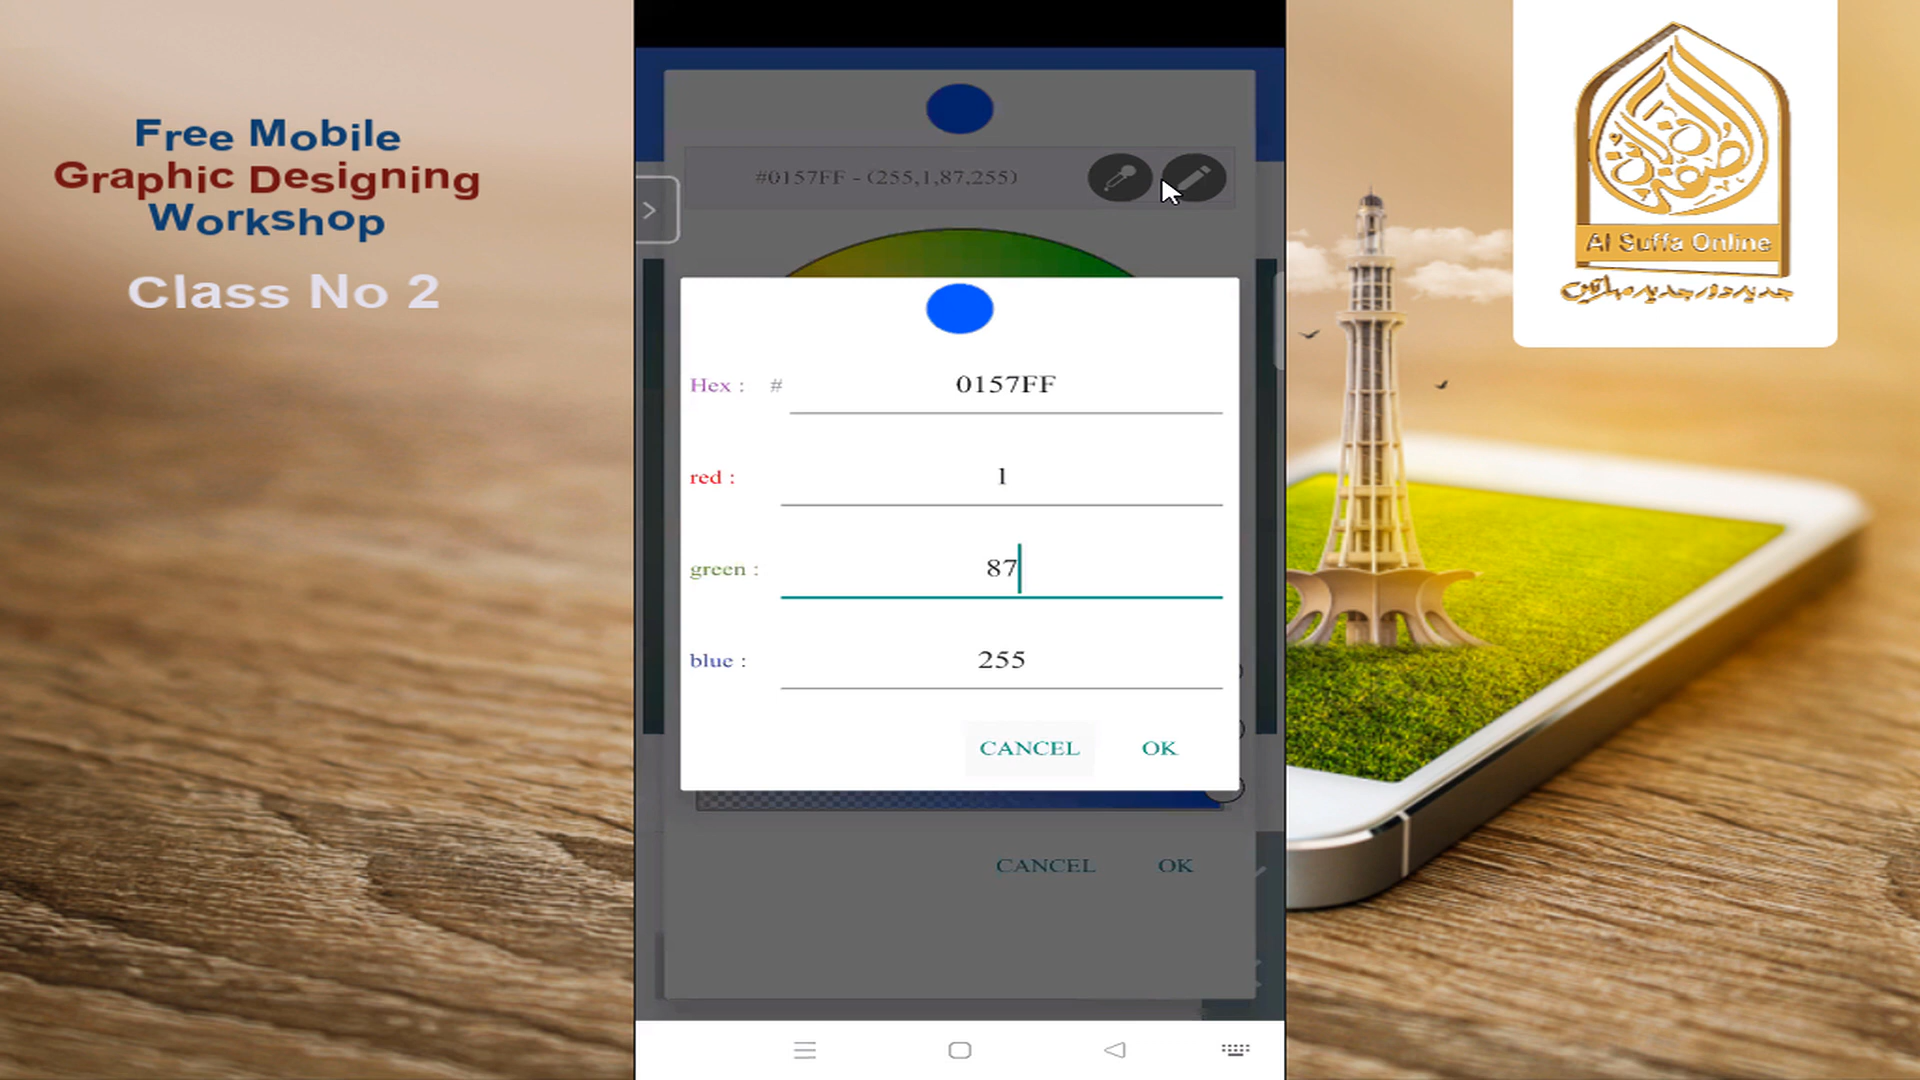 Free Mobile
Graphic Designing
Workshop
Class No 2
#0157FF - (255,1,87,255)
Hex : # 0157FF
red : 1
green : 87
blue : 255
CANCEL OK
CANCEL OK
Al Suffa Online